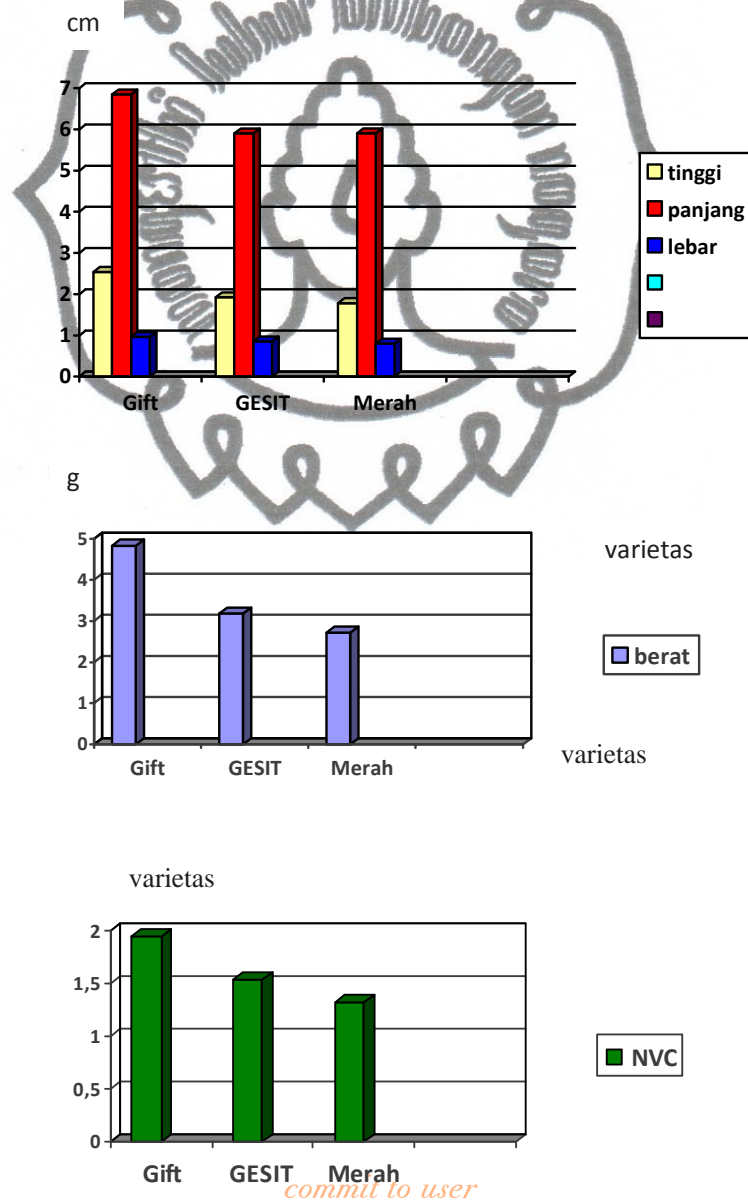 cm
7
6
5
4
3
2
1
0
Gift GESIT Merah
tinggi
panjang
lebar
g
5
4
3
2
1
0
Gift GESIT Merah
varietas
berat
varietas
varietas
2
1,5
1
0,5
0
Gift GESIT Merah
NVC
commit to user